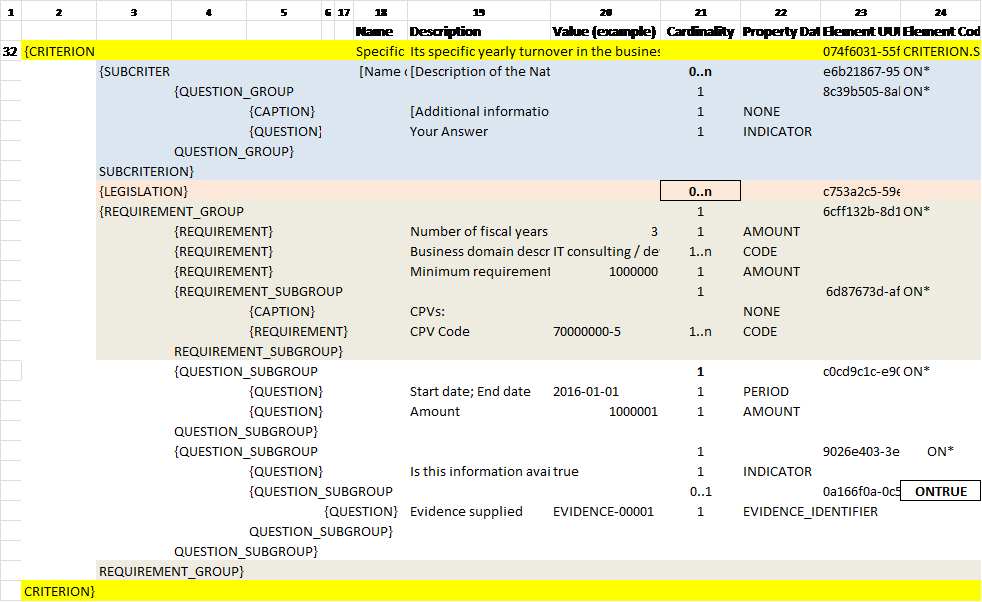 1 2 3 4 5 6 17 18 19 20 21 22 23 24
Name Description Value (example) Cardinality Property Dat Element UUI Element Cod
32 {CRITERION Specific Its specific yearly turnover in the busines 074f6031-55f CRITERION.S
{SUBCRITER [Name o [Description of the Nat 0..n e6b21867-95 ON*
{QUESTION_GROUP 1 8c39b505-8al ON*
{CAPTION} [Additional informatio 1 NONE
{QUESTION} Your Answer 1 INDICATOR
QUESTION_GROUP}
SUBCRITERION}
{LEGISLATION} 0..n c753a2c5-59e
{REQUIREMENT_GROUP 1 6cff132b-8d1 ON*
{REQUIREMENT} Number of fiscal years 3 1 AMOUNT
{REQUIREMENT} Business domain descr IT consulting / de 1..n CODE
{REQUIREMENT} Minimum requirement 1000000 1 AMOUNT
{REQUIREMENT_SUBGROUP 1 6d87673d-af ON*
{CAPTION} CPVs: NONE
{REQUIREMENT} CPV Code 70000000-5 1..n CODE
REQUIREMENT_SUBGROUP}
{QUESTION_SUBGROUP 1 c0cd9c1c-e90 ON*
{QUESTION} Start date; End date 2016-01-01 1 PERIOD
{QUESTION} Amount 1000001 1 AMOUNT
QUESTION_SUBGROUP}
{QUESTION_SUBGROUP 1 9026e403-3e ON*
{QUESTION} Is this information avai true 1 INDICATOR
{QUESTION_SUBGROUP 0..1 0a166f0a-0c5 ONTRUE
{QUESTION} Evidence supplied EVIDENCE-00001 1 EVIDENCE_IDENTIFIER
QUESTION_SUBGROUP}
QUESTION_SUBGROUP}
REQUIREMENT_GROUP}
CRITERION}